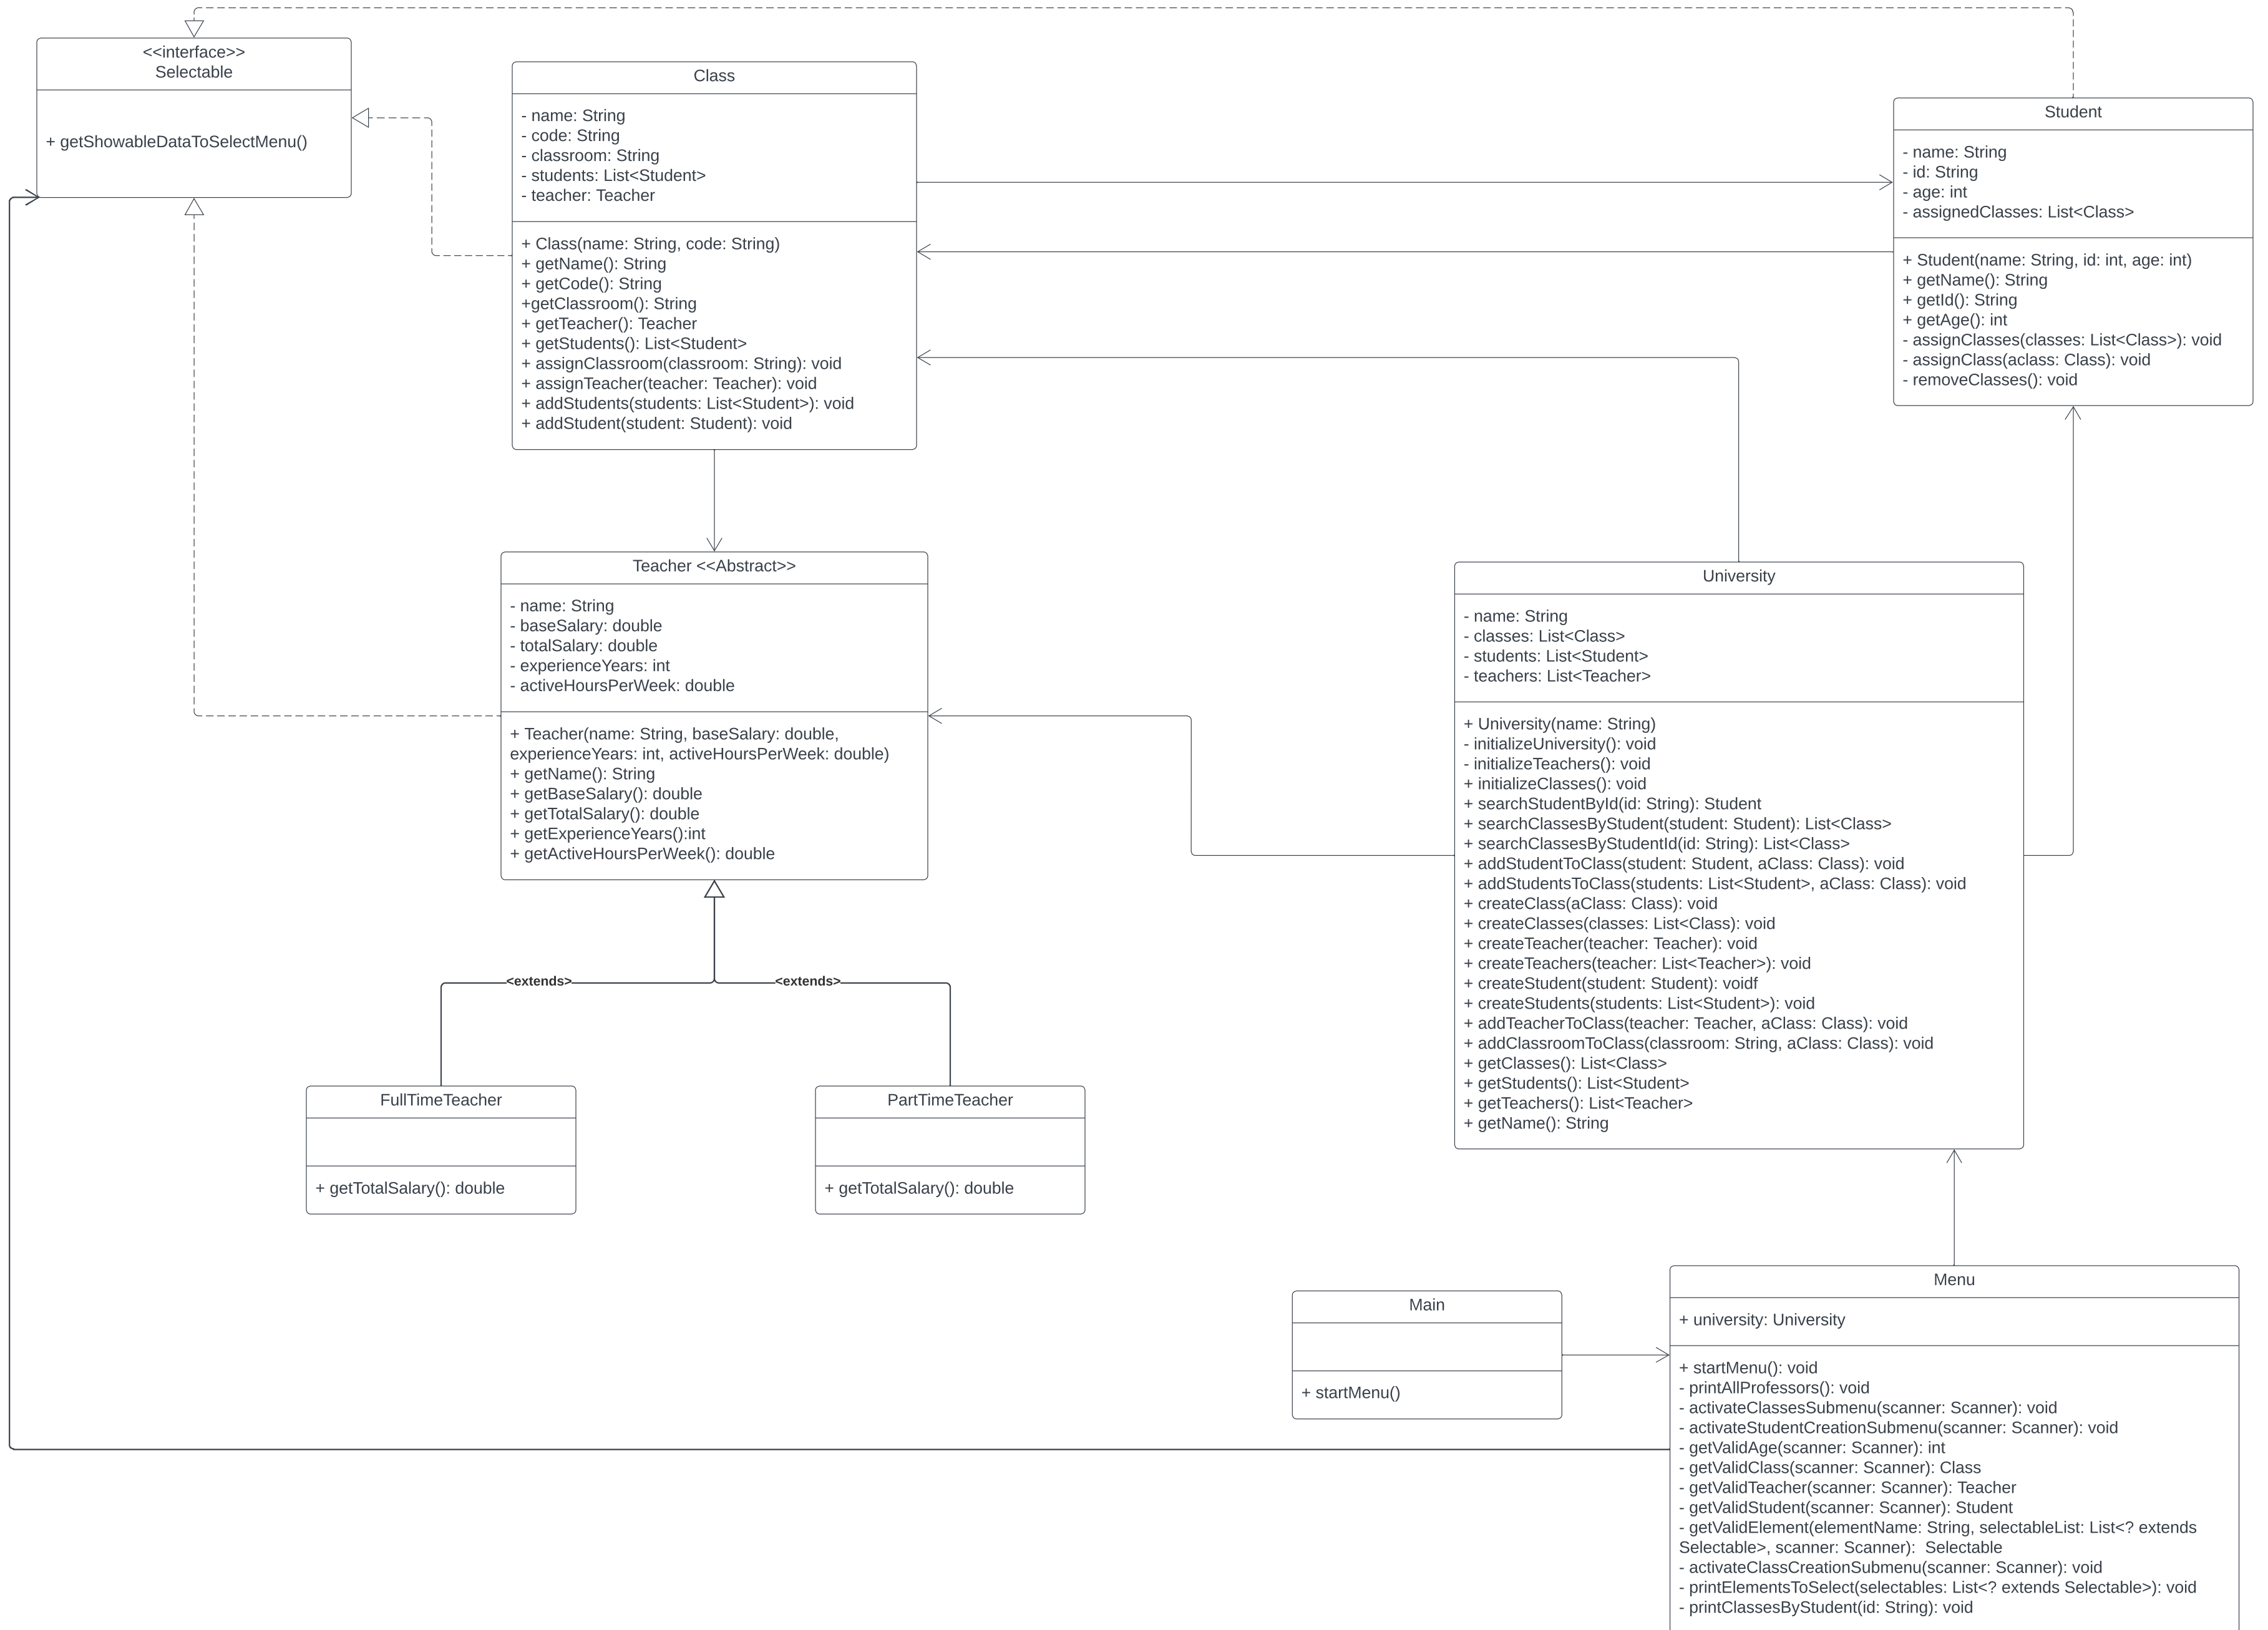 <<interface>>
Selectable
+ getShowableDataToSelectMenu()
Class
- name: String
- code: String
- classroom: String
- students: List<Student>
- teacher: Teacher
+ Class(name: String, code: String)
+ getName(): String
+ getCode(): String
+getClassroom(): String
+ getTeacher(): Teacher
+ getStudents(): List<Student>
+ assignClassroom(classroom: String): void
+ assignTeacher(teacher: Teacher): void
+ addStudents(students: List<Student>): void
+ addStudent(student: Student): void
Student
- name: String
- id: String
- age: int
- assignedClasses: List<Class>
+ Student(name: String, id: int, age: int)
+ getName(): String
+ getId(): String
+ getAge(): int
- assignClasses(classes: List<Class>): void
- assignClass(aclass: Class): void
- removeClasses(): void
Teacher <<Abstract>>
- name: String
- baseSalary: double
- totalSalary: double
- experienceYears: int
- activeHoursPerWeek: double
+ Teacher(name: String, baseSalary: double,
experienceYears: int, activeHoursPerWeek: double)
+ getName(): String
+ getBaseSalary(): double
+ getTotalSalary(): double
+ getExperienceYears():int
+ getActiveHoursPerWeek(): double
University
- name: String
- classes: List<Class>
- students: List<Student>
- teachers: List<Teacher>
+ University(name: String)
- initializeUniversity(): void
- initializeTeachers(): void
+ initializeClasses(): void
+ searchStudentById(id: String): Student
+ searchClassesByStudent(student: Student): List<Class>
+ searchClassesByStudentId(id: String): List<Class>
+ addStudentToClass(student: Student, aClass: Class): void
+ addStudentsToClass(students: List<Student>, aClass: Class): void
+ createClass(aClass: Class): void
+ createClasses(classes: List<Class): void
+ createTeacher(teacher: Teacher): void
+ createTeachers(teacher: List<Teacher>): void
+ createStudent(student: Student): voidf
+ createStudents(students: List<Student>): void
+ addTeacherToClass(teacher: Teacher, aClass: Class): void
+ addClassroomToClass(classroom: String, aClass: Class): void
+ getClasses(): List<Class>
+ getStudents(): List<Student>
+ getTeachers(): List<Teacher>
+ getName(): String
<extends>
<extends>
FullTimeTeacher
+ getTotalSalary(): double
PartTimeTeacher
+ getTotalSalary(): double
Main
+ startMenu()
Menu
+ university: University
+ startMenu(): void
- printAllProfessors(): void
- activateClassesSubmenu(scanner: Scanner): void
- activateStudentCreationSubmenu(scanner: Scanner): void
- getValidAge(scanner: Scanner): int
- getValidClass(scanner: Scanner): Class
- getValidTeacher(scanner: Scanner): Teacher
- getValidStudent(scanner: Scanner): Student
- getValidElement(elementName: String, selectableList: List<? extends
Selectable>, scanner: Scanner):  Selectable
- activateClassCreationSubmenu(scanner: Scanner): void
- printElementsToSelect(selectables: List<? extends Selectable>): void
- printClassesByStudent(id: String): void